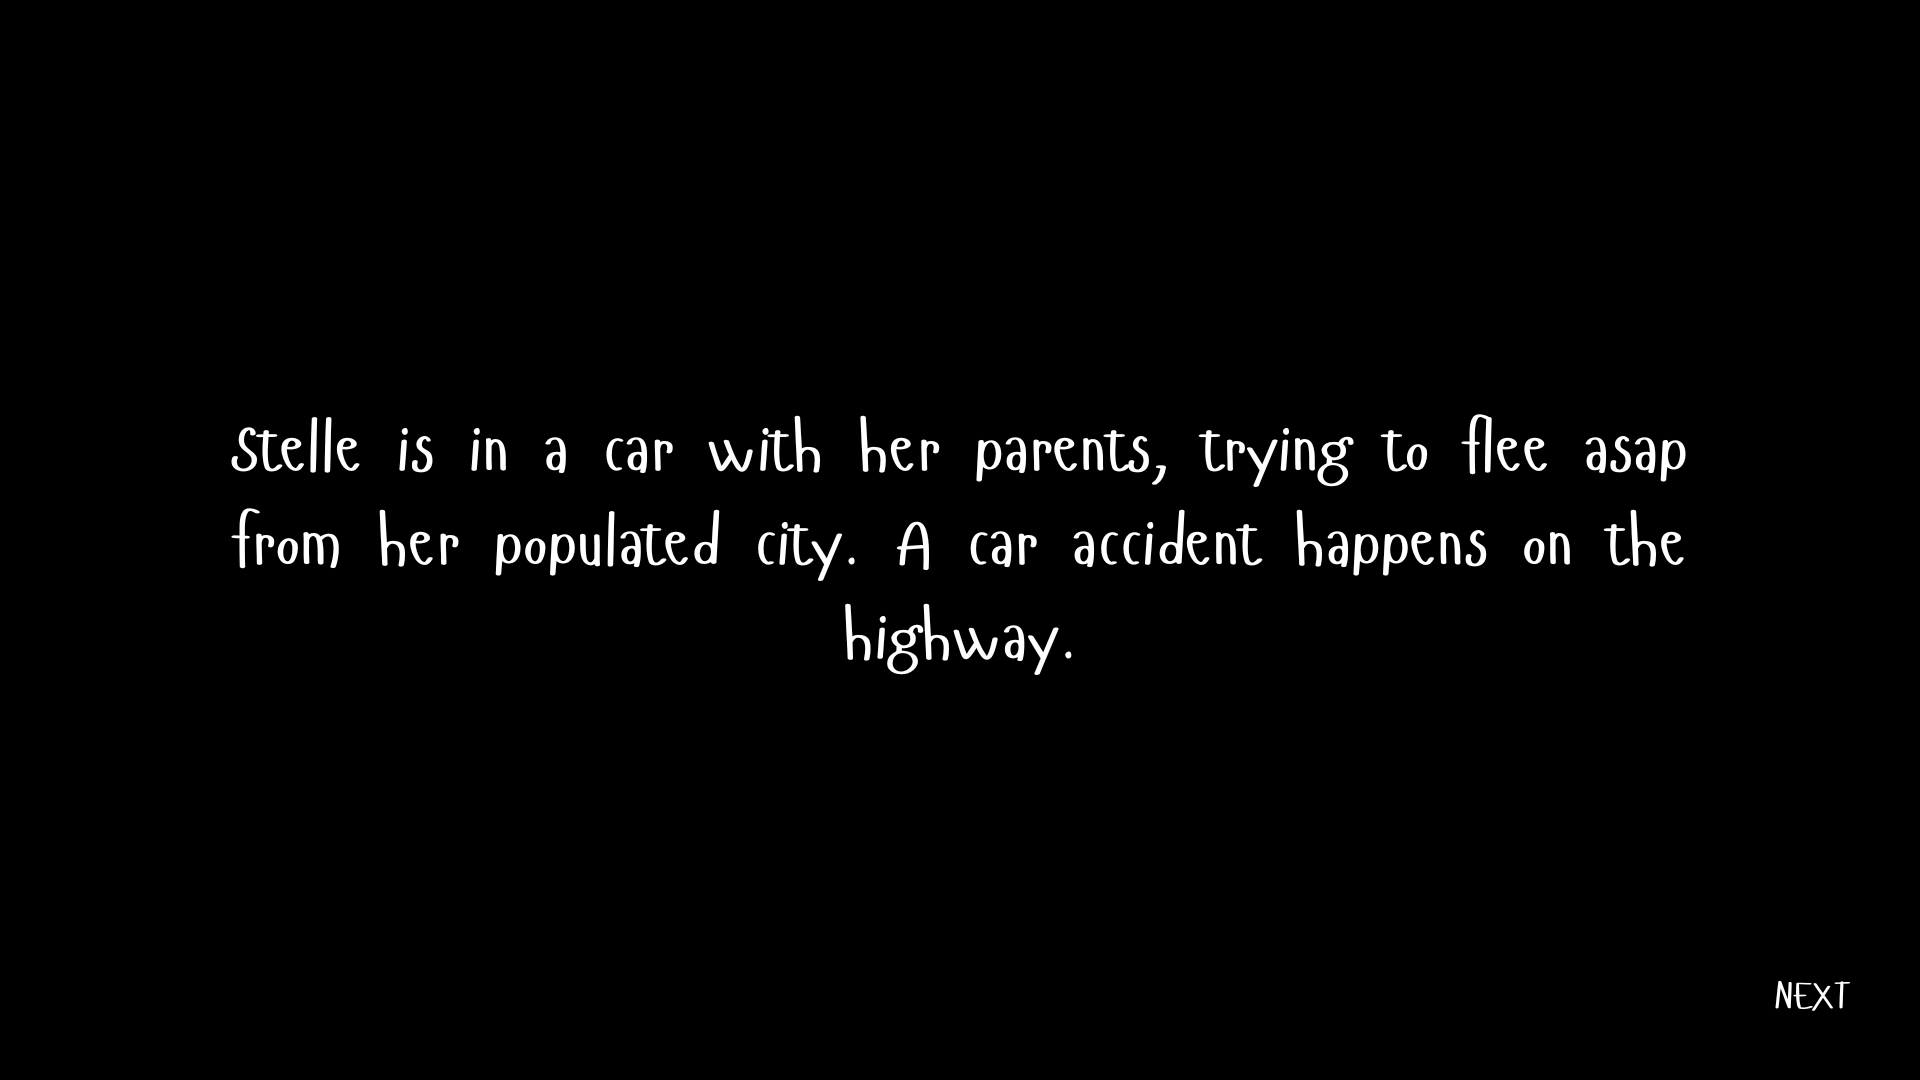 Stelle is in a car with her parents, trying to flee asap
from her populated city. A car accident happens on the
highway.
NEXT